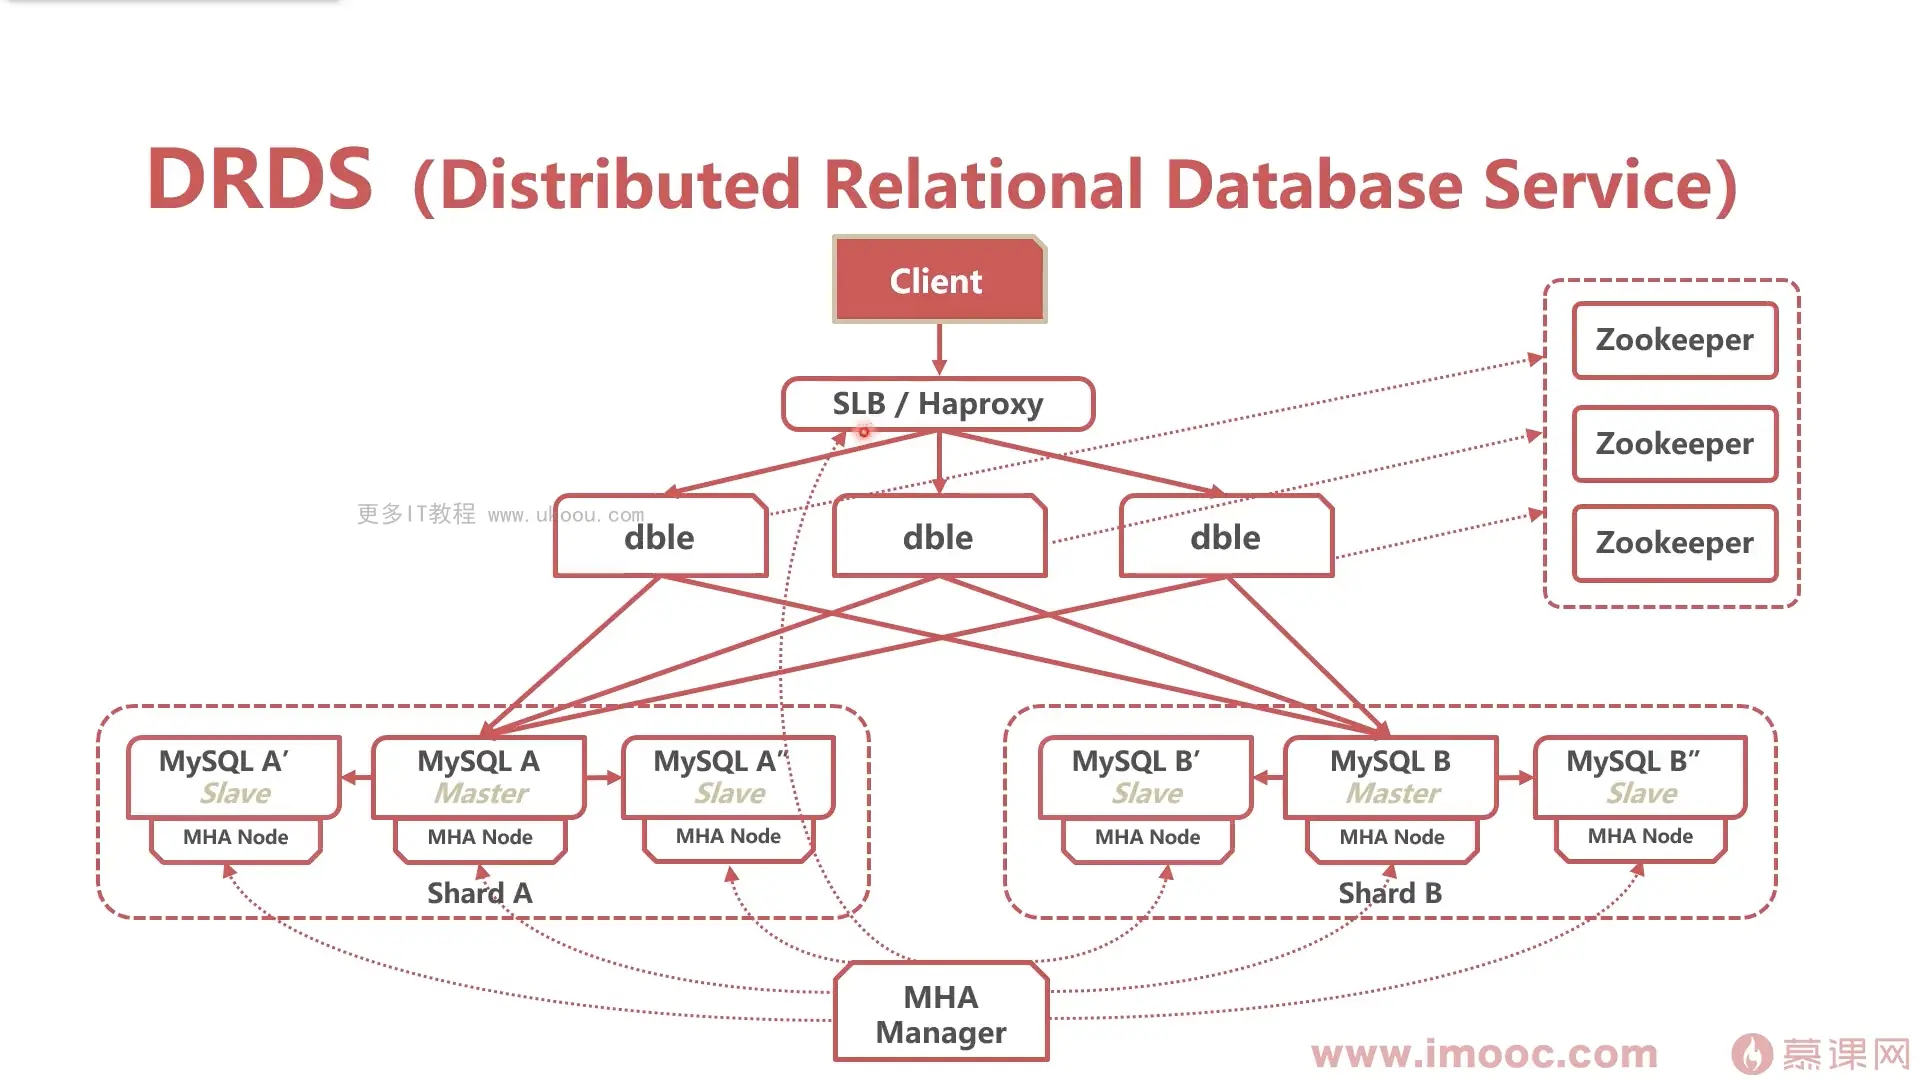 DRDS（Distributed Relational Database Service）
Client
Zookeeper
SLB / Haproxy
Zookeeper
更多IT教程 www.ukoou.com
dble
dble
dble
Zookeeper
MySQL A’
Slave
MHA Node
MySQL A
Master
MHA Node
MySQL A”
Slave
MHA Node
Shard A
MySQL B’
Slave
MHA Node
MySQL B
Master
MHA Node
MySQL B”
Slave
MHA Node
Shard B
MHA
Manager
www.imooc.com
慕课网